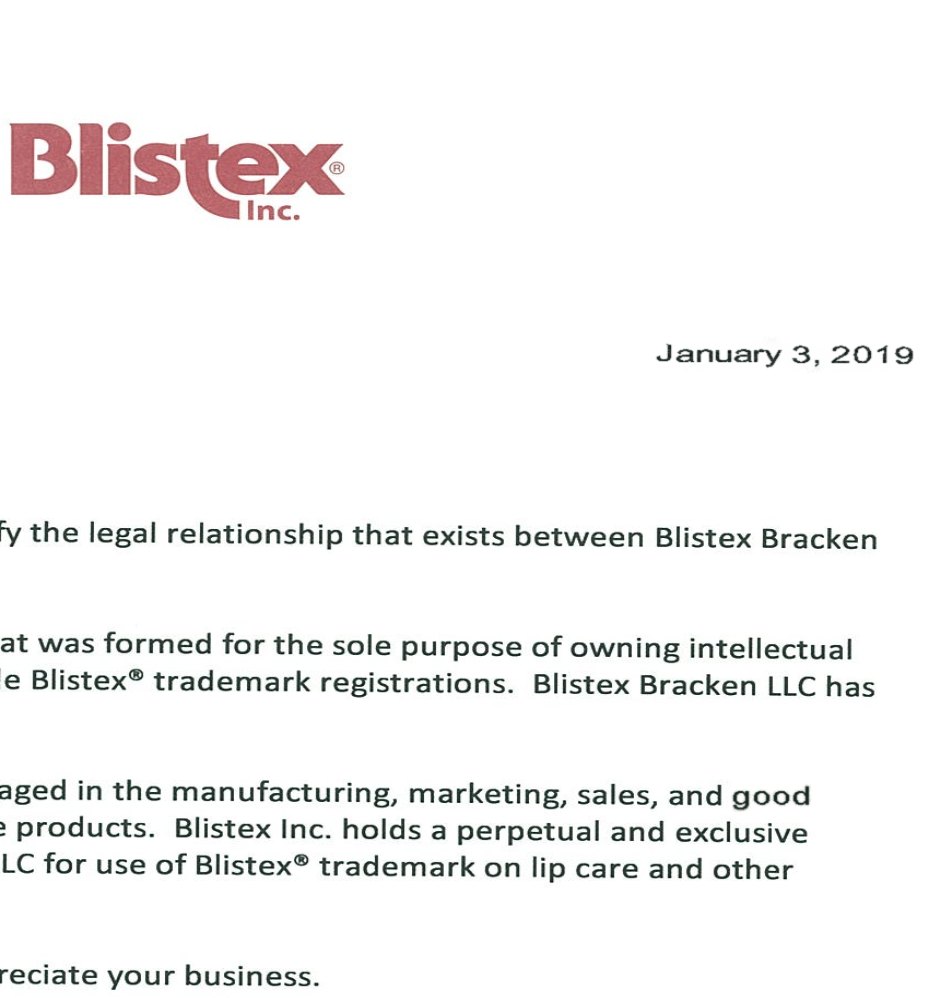 Blistex®
Inc.
January 3, 2019
fy the legal relationship that exists between Blistex Bracken
at was formed for the sole purpose of owning intellectual
le Blistex® trademark registrations. Blistex Bracken LLC has
aged in the manufacturing, marketing, sales, and good
e products. Blistex Inc. holds a perpetual and exclusive
LC for use of Blistex® trademark on lip care and other
reciate your business.